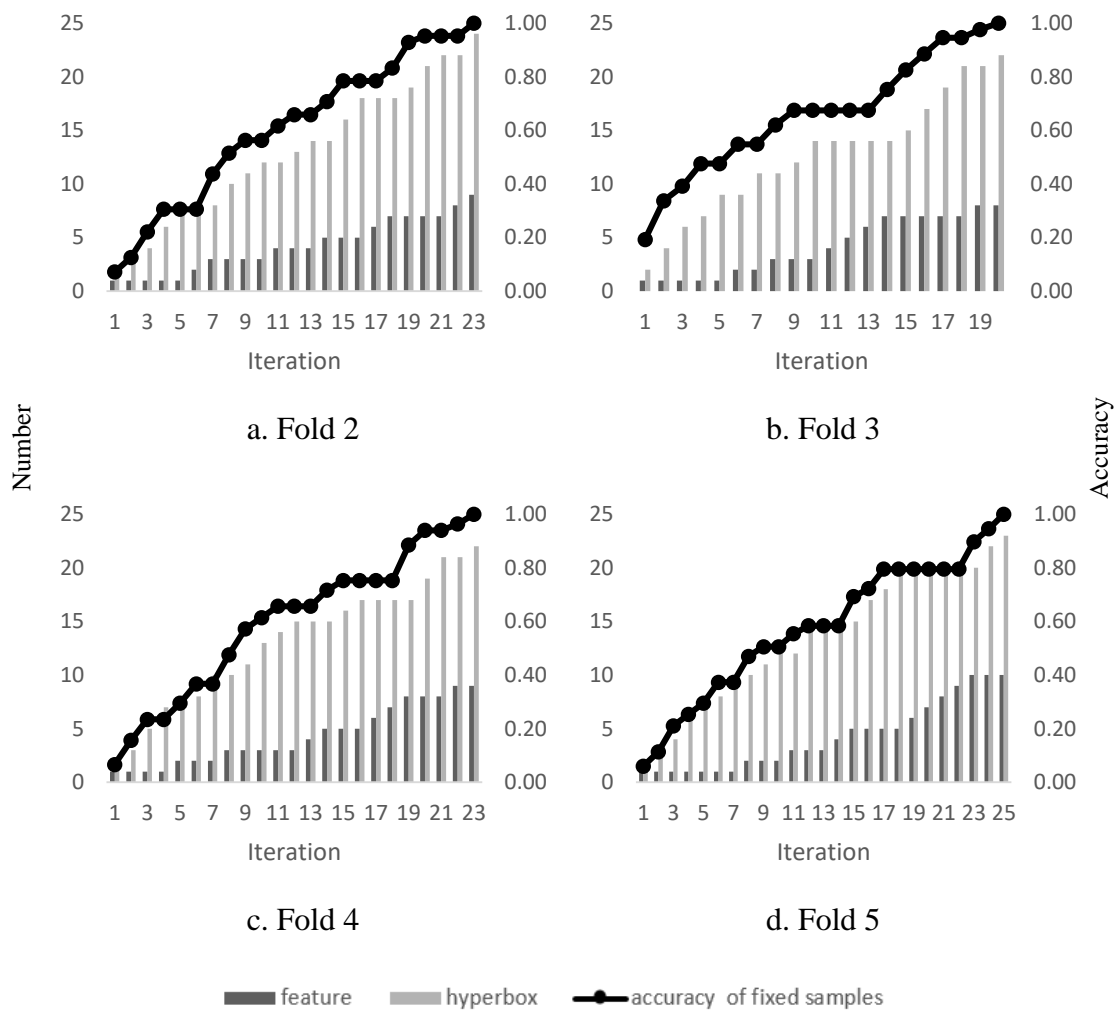 25 1.00 25 1.00
20 0.80 20 0.80
15 0.60 15 0.60
10 0.40 10 0.40
5 0.20 5 0.20
0 0.00 0 0.00
1 3 5 7 9 11 13 15 17 19 21 23 1 3 5 7 9 11 13 15 17 19
Iteration Iteration
a. Fold 2 b. Fold 3
Number
Accuracy
25 1.00 25 1.00
20 0.80 20 0.80
15 0.60 15 0.60
10 0.40 10 0.40
5 0.20 5 0.20
0 0.00 0 0.00
1 3 5 7 9 11 13 15 17 19 21 23 1 3 5 7 9 11 13 15 17 19 21 23 25
Iteration Iteration
c. Fold 4 d. Fold 5
feature hyperbox accuracy of fixed samples